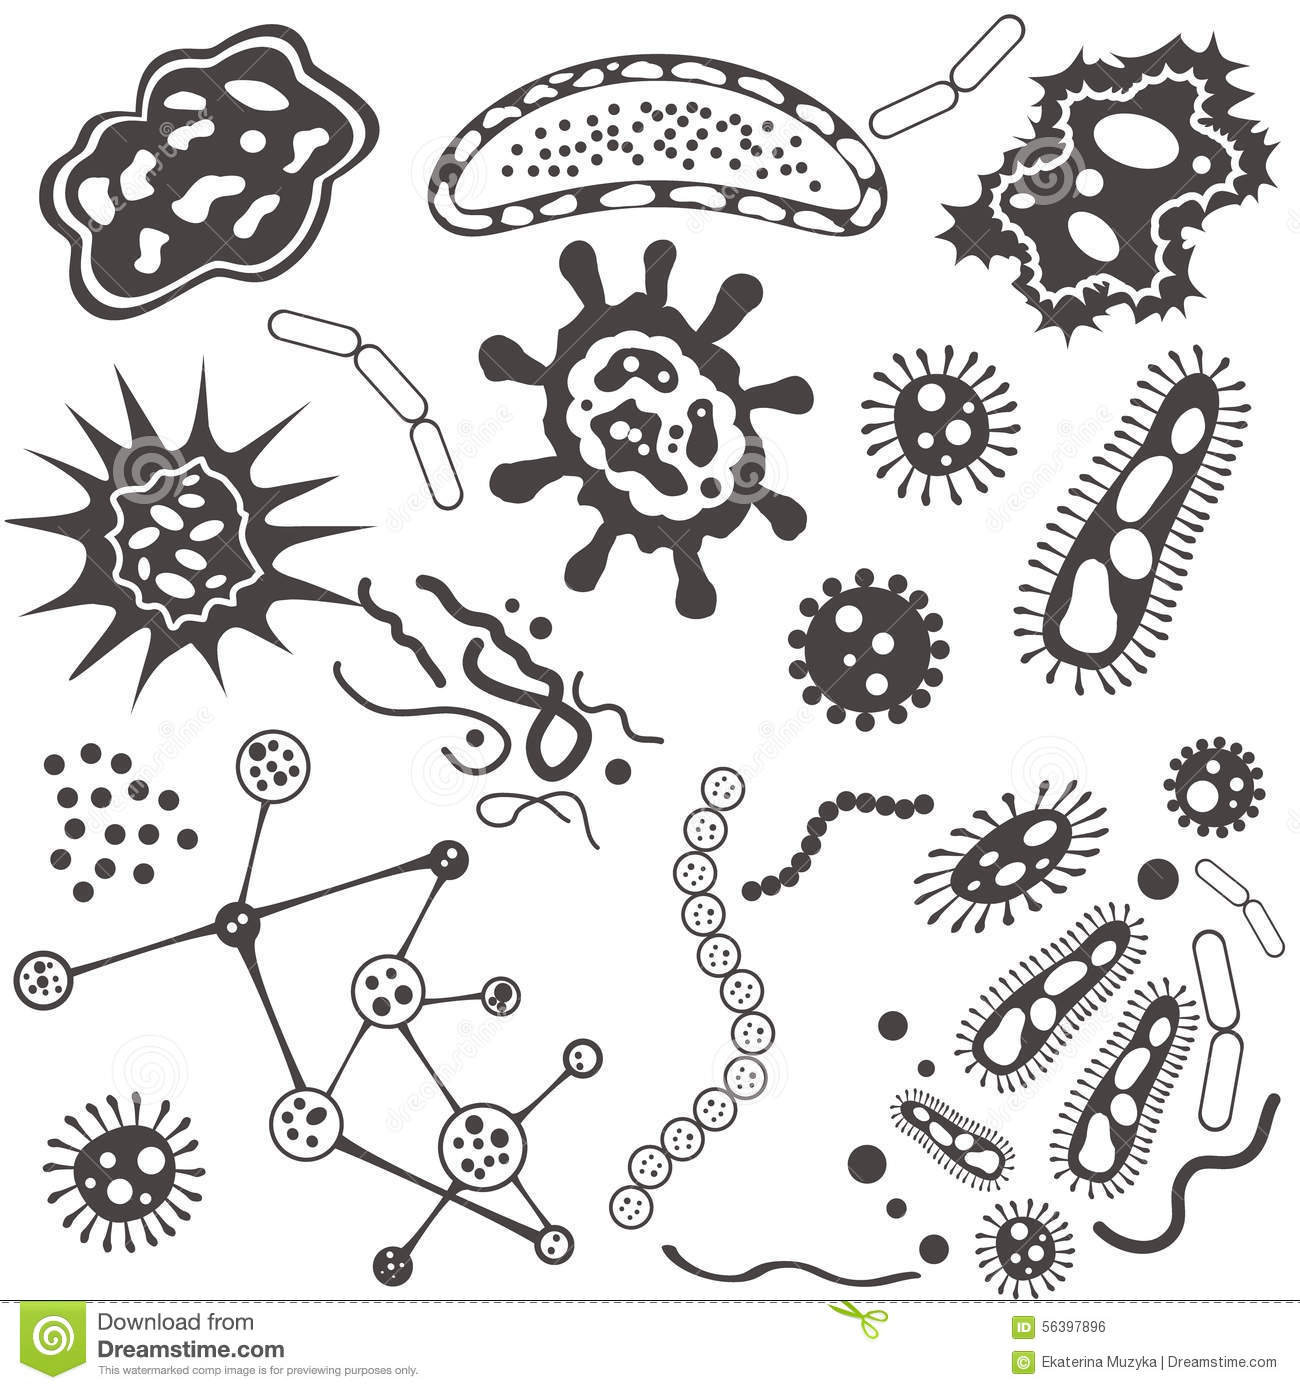 Download from
Dreamstime.com
This watermarked comp image is for previewing purposes only.
ID 56397896
© Ekaterina Muzyka | Dreamstime.com